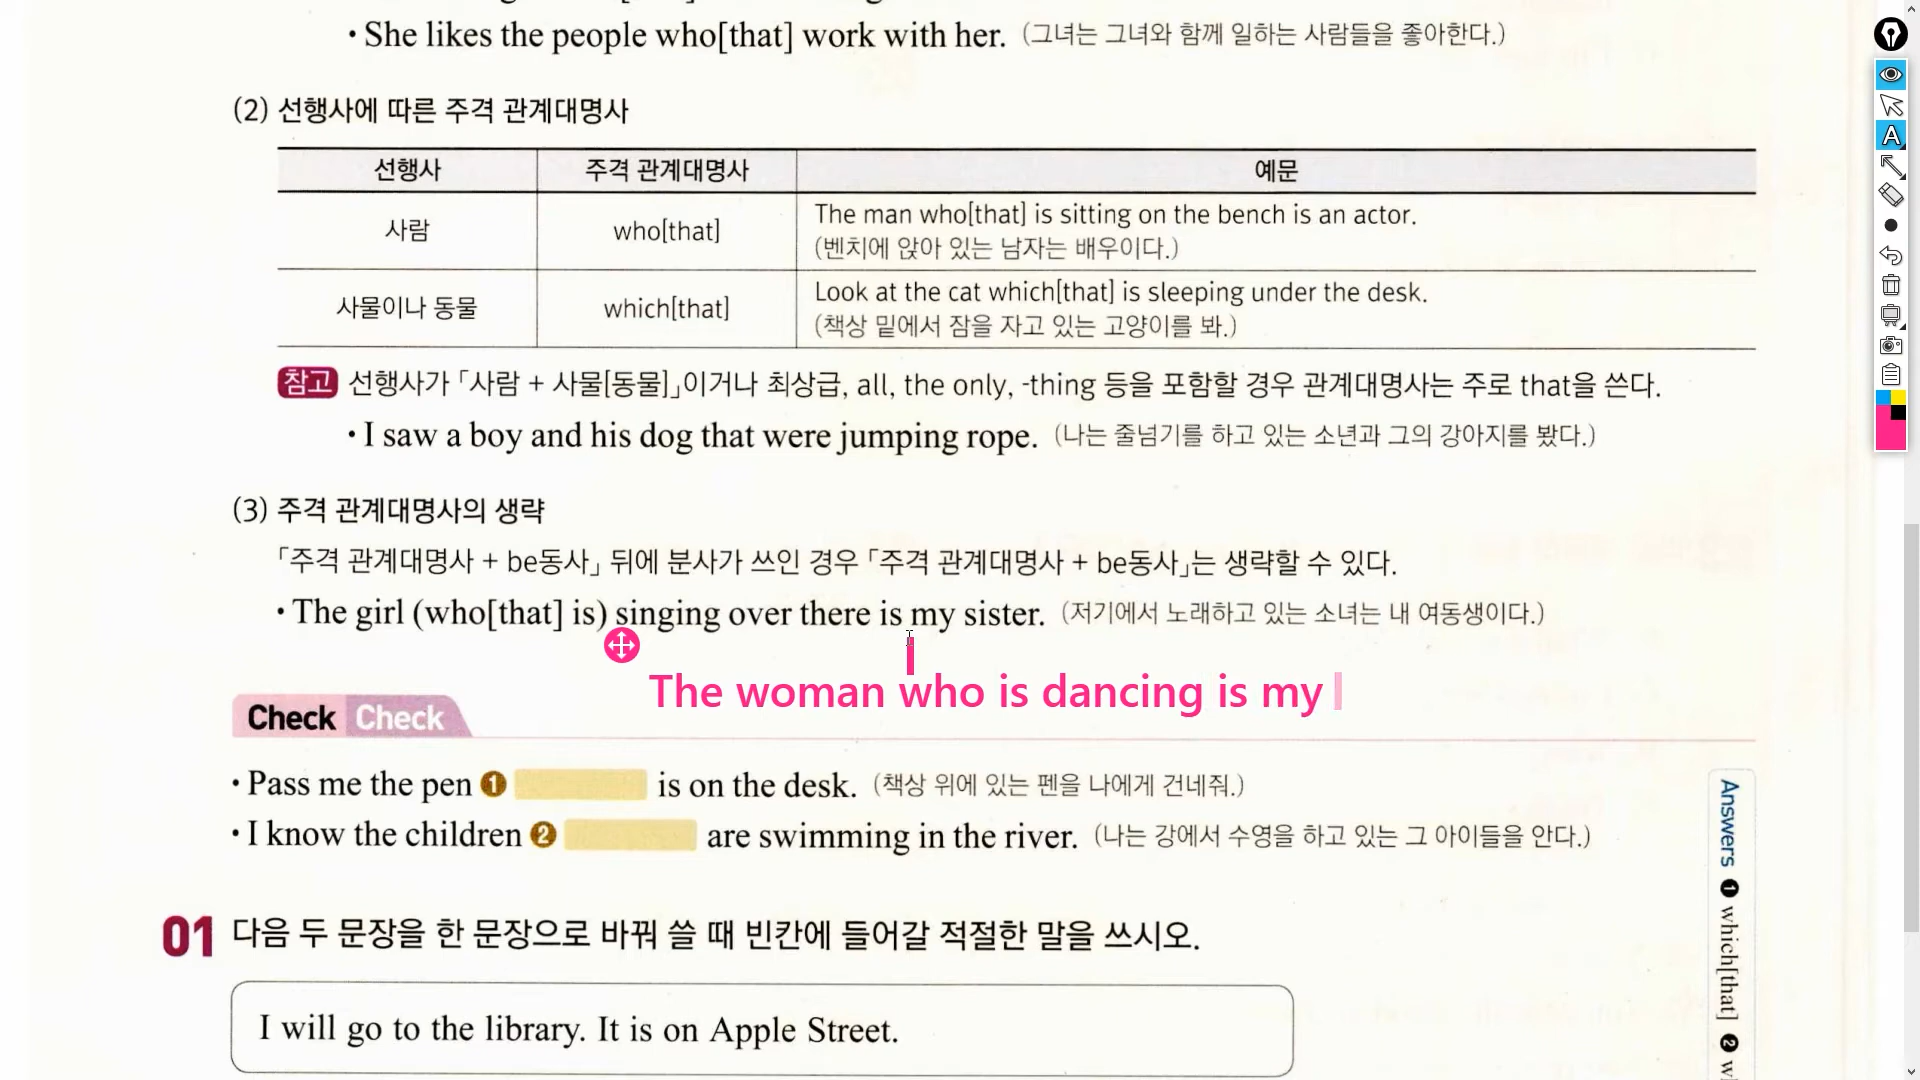 • She likes the people who[that] work with her. (그녀는 그녀와 함께 일하는 사람들을 좋아한다.)
(2) 선행사에 따른 주격 관계대명사
선행사 주격 관계대명사 예문
사람 who[that] The man who[that] is sitting on the bench is an actor.
(벤치에 앉아 있는 남자는 배우이다.)
사물이나 동물 which[that] Look at the cat which[that] is sleeping under the desk.
(책상 밑에서 잠을 자고 있는 고양이를 봐.)
참고 선행사가 「사람 + 사물[동물]」이거나 최상급, all, the only, -thing 등을 포함할 경우 관계대명사는 주로 that을 쓴다.
• I saw a boy and his dog that were jumping rope. (나는 줄넘기를 하고 있는 소년과 그의 강아지를 봤다.)
(3) 주격 관계대명사의 생략
「주격 관계대명사 + be동사」 뒤에 분사가 쓰인 경우 「주격 관계대명사 + be동사」는 생략할 수 있다.
• The girl (who[that] is) singing over there is my sister. (저기에서 노래하고 있는 소녀는 내 여동생이다.)
The woman who is dancing is my
Check Check
• Pass me the pen ❶ is on the desk. (책상 위에 있는 펜을 나에게 건네줘.)
• I know the children ❷ are swimming in the river. (나는 강에서 수영을 하고 있는 그 아이들을 안다.)
Answers ❶ which[that] ❷
01 다음 두 문장을 한 문장으로 바꿔 쓸 때 빈칸에 들어갈 적절한 말을 쓰시오.
I will go to the library. It is on Apple Street.